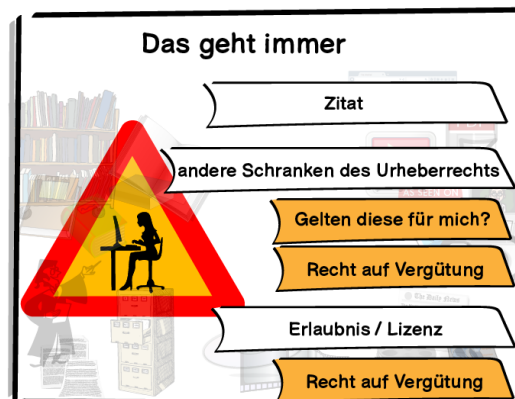 Das geht immer
Zitat
andere Schranken des Urheberrechts
Gelten diese für mich?
Recht auf Vergütung
Erlaubnis / Lizenz
Recht auf Vergütung